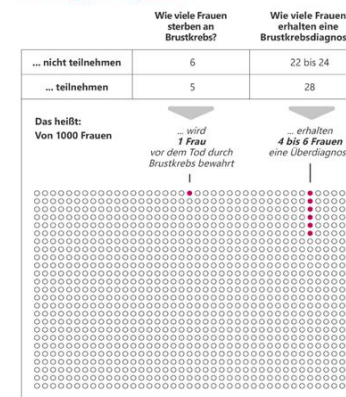 Wie viele Frauen
sterben an
Brustkrebs?
Wie viele Frauen
erhalten eine
Brustkrebsdiagnos
... nicht teilnehmen 6 22 bis 24
... teilnehmen 5 28
Das heißt:
Von 1000 Frauen
... wird
1 Frau
vor dem Tod durch
Brustkrebs bewahrt
... erhalten
4 bis 6 Frauen
eine Überdiagnos